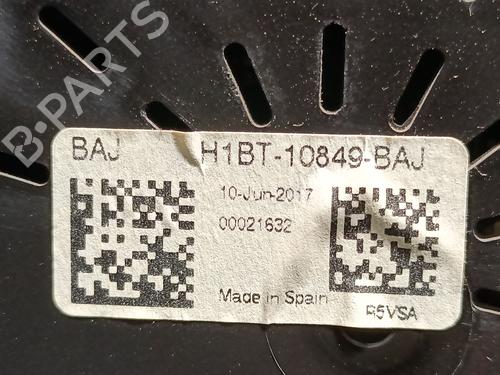 B-PARTS
BAJ H1BT-10849-BAJ
10-Jun-2017
00021632
Made in Spain
R5VSA